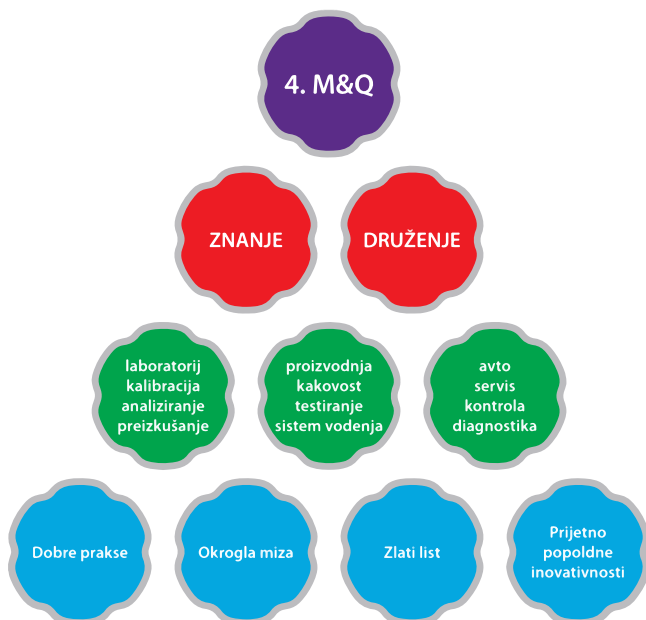 4. M&Q
ZNANJE
DRUŽENJE
laboratorij
kalibracija
analiziranje
preizkušanje
proizvodnja
kakovost
testiranje
sistem vodenja
avto
servis
kontrola
diagnostika
Dobre prakse
Okrogla miza
Zlati list
Prijetno
popoldne
inovativnosti